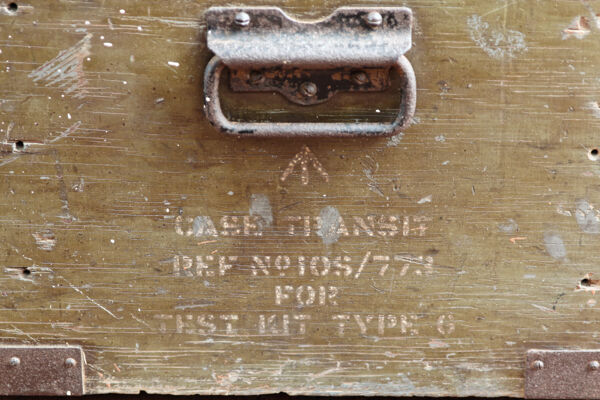 CASE TRANSIT
REF Nº 10S/773
FOR
TEST KIT TYPE 6